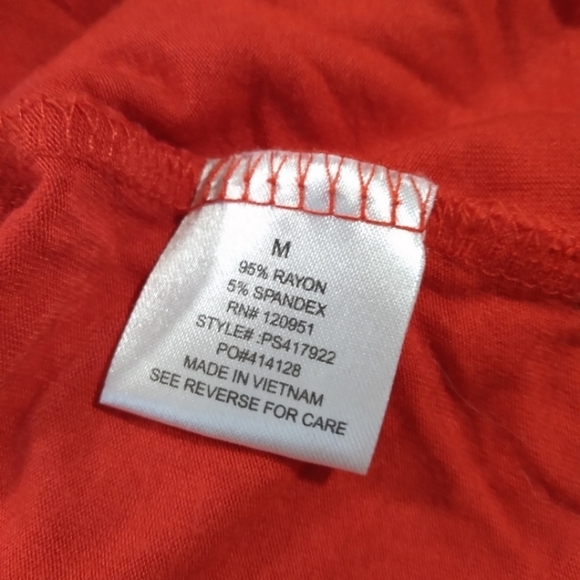 M
95% RAYON
5% SPANDEX
RN# 120951
STYLE# :PS417922
PO#414128
MADE IN VIETNAM
SEE REVERSE FOR CARE